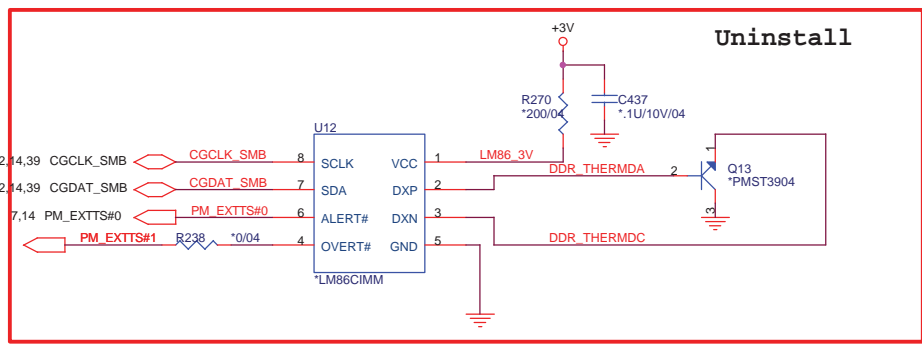 Uninstall
+3V
R270
*200/04
C437
*.1U/10V/04
U12
2,14,39 CGCLK_SMB CGCLK_SMB 8 SCLK VCC 1 LM86_3V
2,14,39 CGDAT_SMB CGDAT_SMB 7 SDA DXP 2 DDR_THERMDA 2
7,14 PM_EXTTS#0 PM_EXTTS#0 6 ALERT# DXN 3 DDR_THERMDC
PM_EXTTS#1 R238 *0/04 4 OVERT# GND 5
*LM86CIMM
1
Q13
*PMST3904
3